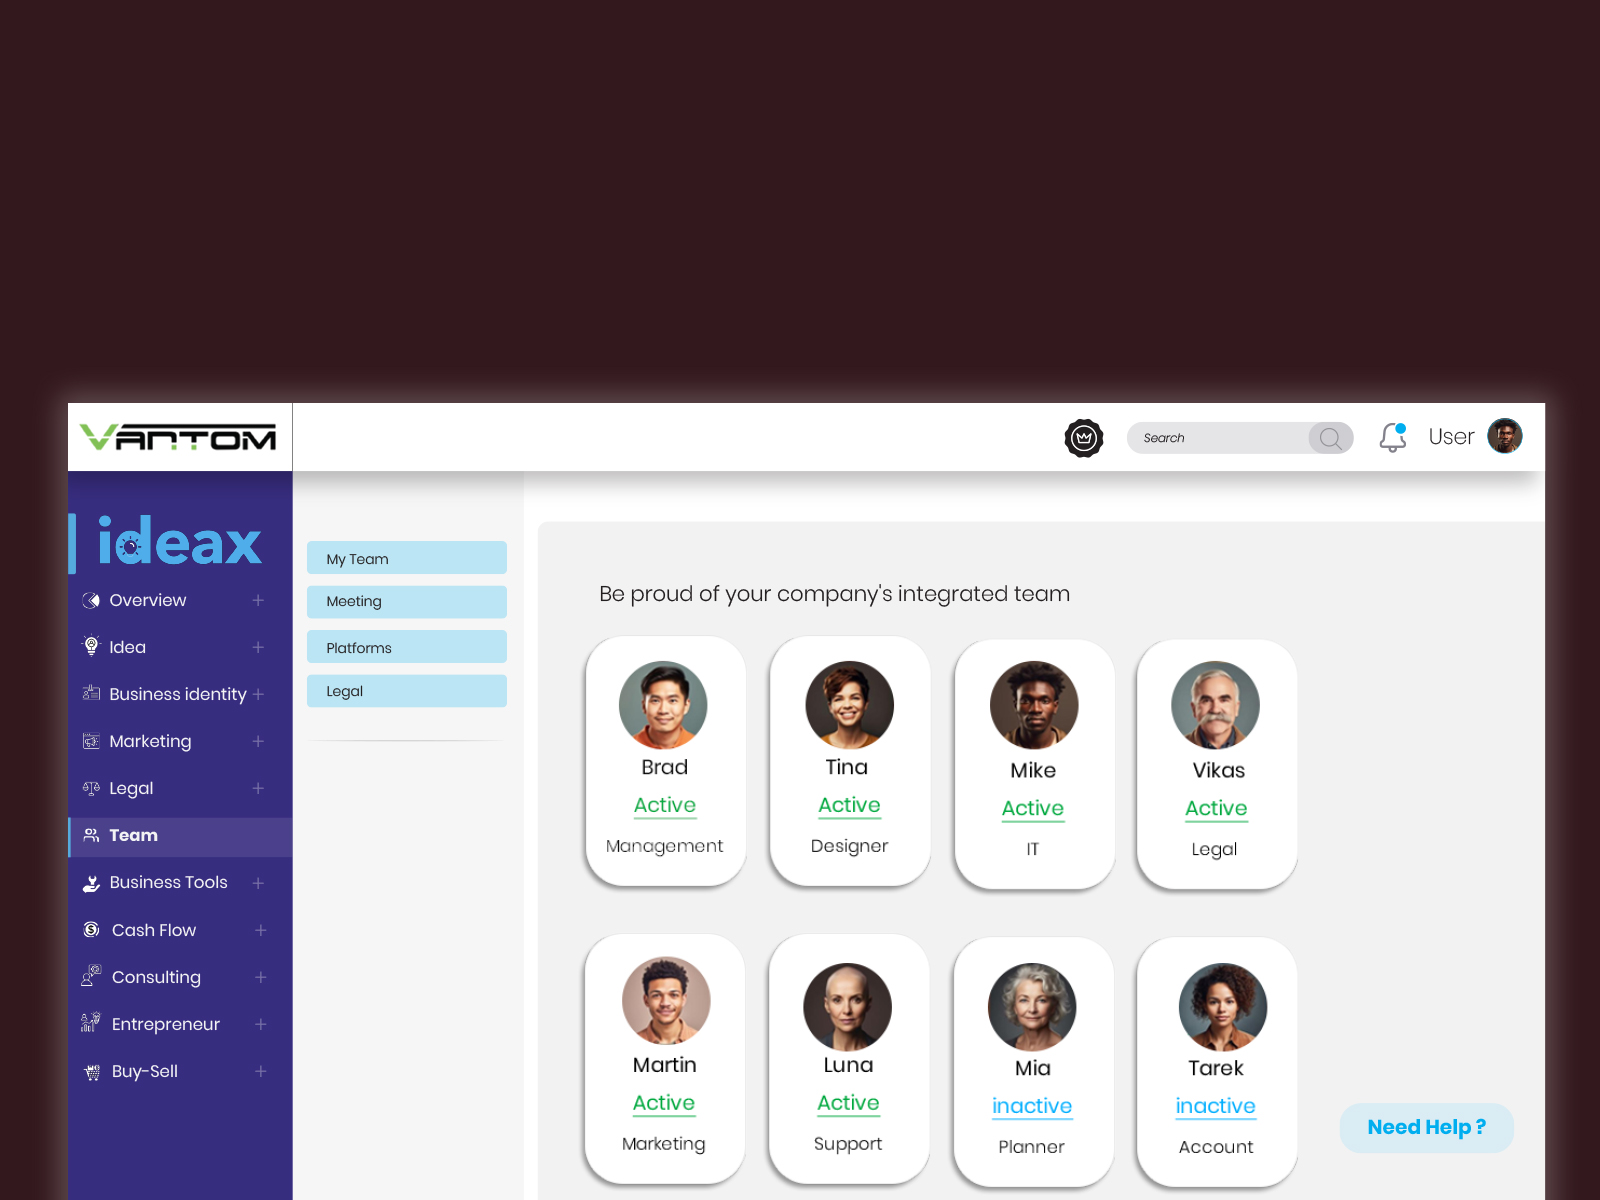 VANTOM
Search
User
ideax
Overview
Idea
Business identity
Marketing
Legal
Team
Business Tools
Cash Flow
Consulting
Entrepreneur
Buy-Sell
My Team
Meeting
Platforms
Legal
Be proud of your company's integrated team
Brad
Active
Management
Tina
Active
Designer
Mike
Active
IT
Vikas
Active
Legal
Martin
Active
Marketing
Luna
Active
Support
Mia
inactive
Planner
Tarek
inactive
Account
Need Help ?